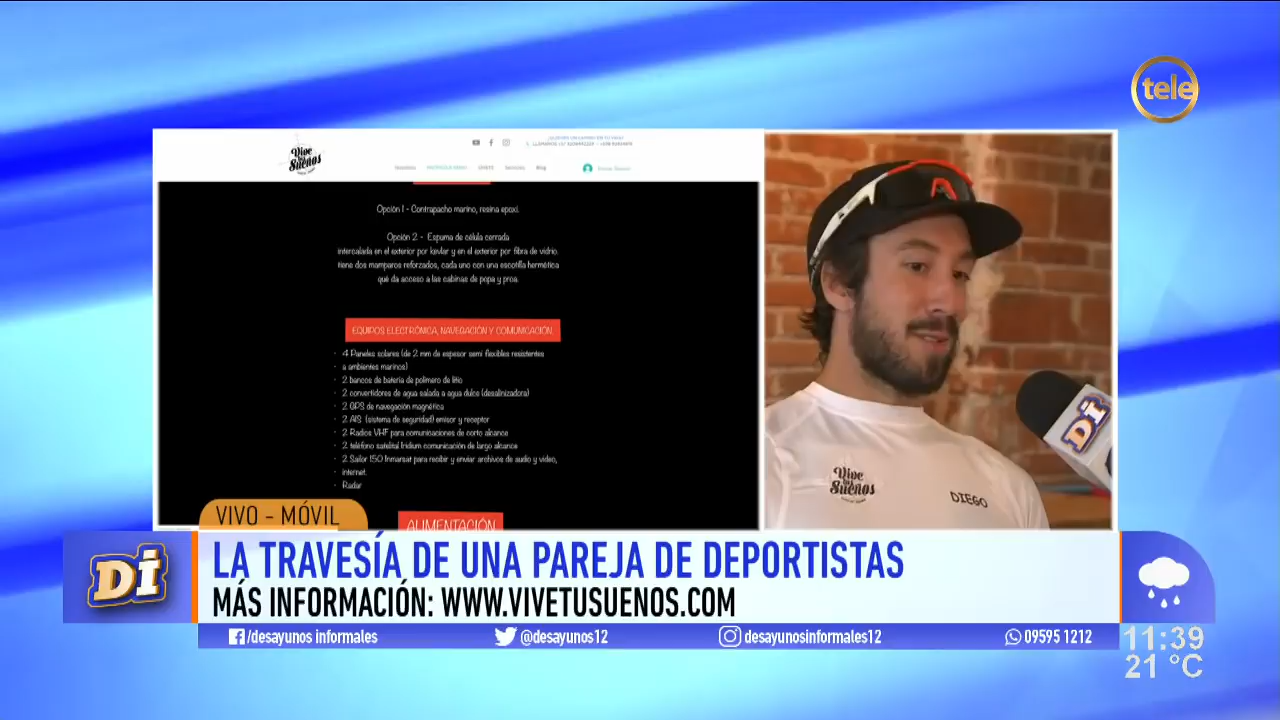 tele
Vive
tus
Sueños
Blog
Opción 1 - Contrapacho marino, resina epoxi.
Opción 2 - Espuma de célula cerrada
intercalada en el exterior por kevlar y en el exterior por fibra de vidrio.
tiene dos mamparos reforzados, cada uno con una escotilla hermética
que da acceso a las cabinas de popa y proa.
EQUIPOS ELECTRÓNICA, NAVEGACIÓN Y COMUNICACIÓN.
· 4 Paneles solares (de 2 mm de espesor semi flexibles resistentes
· a ambientes marinos)
· 2 bancos de batería de polímero de litio
· 2 convertidores de agua salada a agua dulce (desalinizadora)
· 2 GPS de navegación magnética
· 2 AIS (sistema de seguridad) emisor y receptor
· 2 Radios VHF para comunicaciones de corto alcance
· 2 teléfono satelital Iridium comunicación de largo alcance
· 2 Sailor 150 Inmarsat para recibir y enviar archivos de audio y video,
· internet.
· Radar
ALIMENTACIÓN
Vive
tus
Sueños
DIEGO
Di
VIVO - MÓVIL
Di
LA TRAVESÍA DE UNA PAREJA DE DEPORTISTAS
MÁS INFORMACIÓN: WWW.VIVETUSUENOS.COM
/desayunos informales
@desayunos12
desayunosinformales12
09595 1212
11:39
21 °C